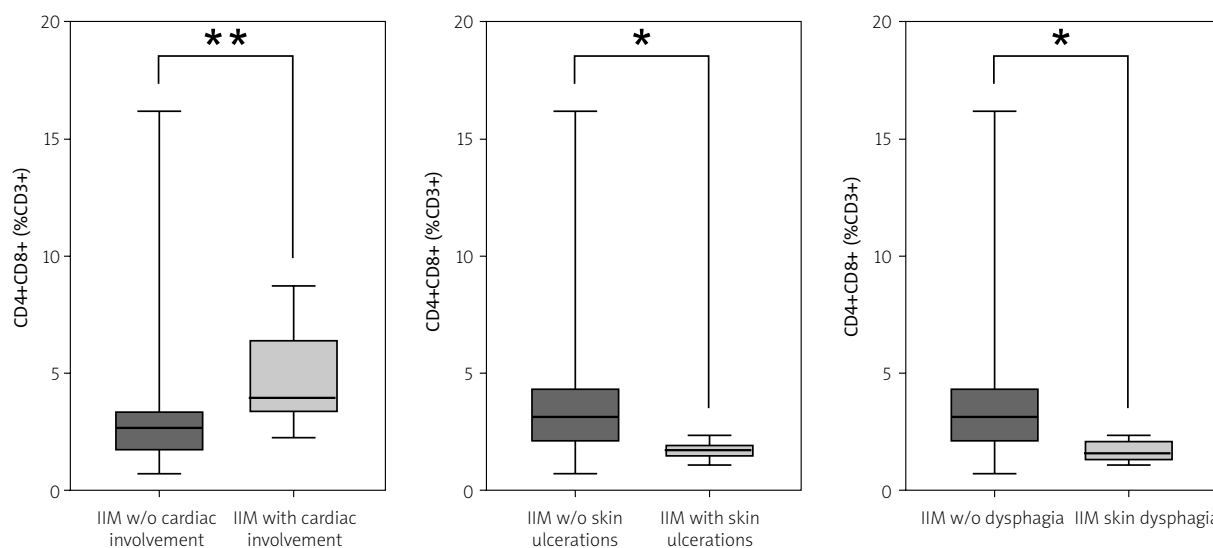 20
15
10
5
0
CD4+CD8+ (%CD3+)
**
IIM w/o cardiac
involvement
IIM with cardiac
involvement
20
15
10
5
0
CD4+CD8+ (%CD3+)
*
IIM w/o skin
ulcerations
IIM with skin
ulcerations
20
15
10
5
0
CD4+CD8+ (%CD3+)
*
IIM w/o dysphagia
IIM skin dysphagia